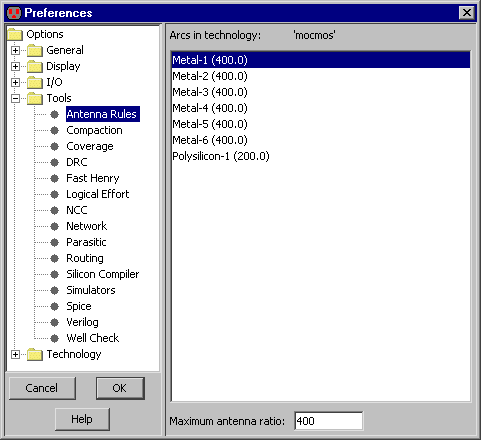 Preferences
Options
General
Display
I/O
Tools
Antenna Rules
Compaction
Coverage
DRC
Fast Henry
Logical Effort
NCC
Network
Parasitic
Routing
Silicon Compiler
Simulators
Spice
Verilog
Well Check
Technology
Cancel
OK
Help
Arcs in technology: 'mocmos'
Metal-1 (400.0)
Metal-2 (400.0)
Metal-3 (400.0)
Metal-4 (400.0)
Metal-5 (400.0)
Metal-6 (400.0)
Polysilicon-1 (200.0)
Maximum antenna ratio: 400